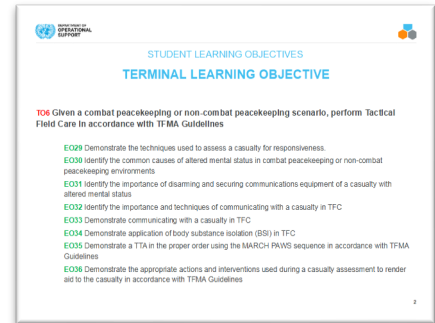 DEPARTMENT OF
OPERATIONAL
SUPPORT
STUDENT LEARNING OBJECTIVES
TERMINAL LEARNING OBJECTIVE
TO6 Given a combat peacekeeping or non-combat peacekeeping scenario, perform Tactical
Field Care in accordance with TFMA Guidelines
EO29 Demonstrate the techniques used to assess a casualty for responsiveness.
EO30 Identify the common causes of altered mental status in combat peacekeeping or non-combat
peacekeeping environments
EO31 Identify the importance of disarming and securing communications equipment of a casualty with
altered mental status
EO32 Identify the importance and techniques of communicating with a casualty in TFC
EO33 Demonstrate communicating with a casualty in TFC
EO34 Demonstrate application of body substance isolation (BSI) in TFC
EO35 Demonstrate a TTA in the proper order using the MARCH PAWS sequence in accordance with TFMA
Guidelines
EO36 Demonstrate the appropriate actions and interventions used during a casualty assessment to render
aid to the casualty in accordance with TFMA Guidelines
2